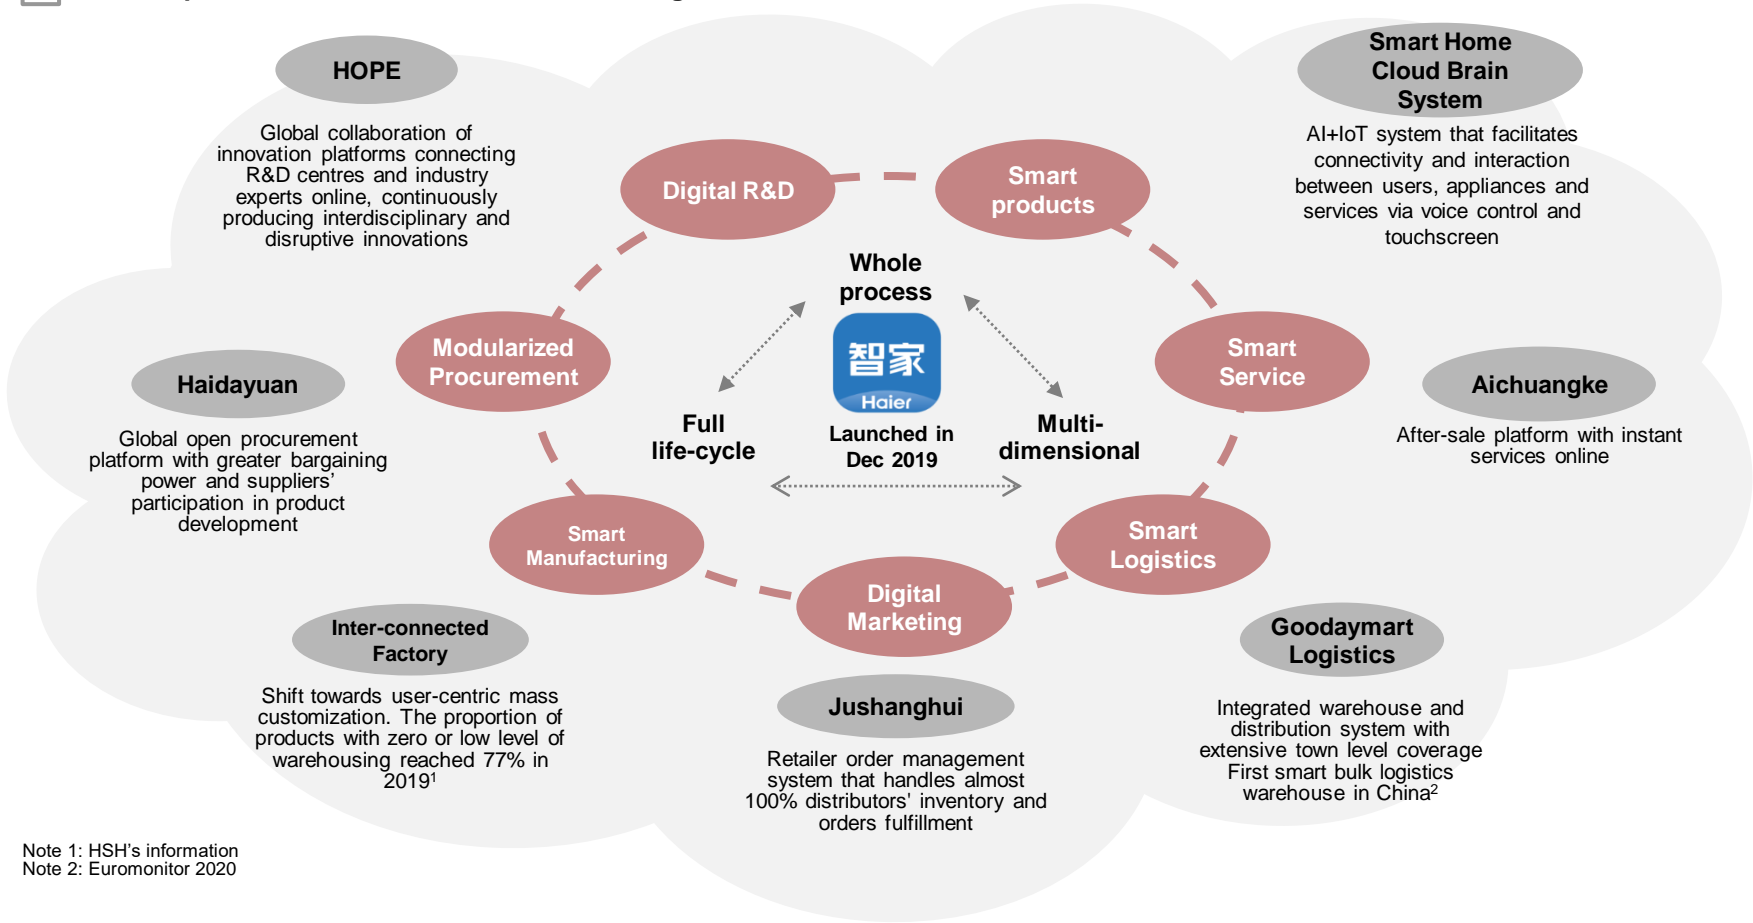 HOPE
Global collaboration of
innovation platforms connecting
R&D centres and industry
experts online, continuously
producing interdisciplinary and
disruptive innovations
Smart Home
Cloud Brain
System
AI+IoT system that facilitates
connectivity and interaction
between users, appliances and
services via voice control and
touchscreen
Digital R&D
Smart
products
Whole
process
Modularized
Procurement
智家
Haier
Smart
Service
Haidayuan
Global open procurement
platform with greater bargaining
power and suppliers’
participation in product
development
Full
life-cycle
Launched in
Dec 2019
Multi-
dimensional
Aichuangke
After-sale platform with instant
services online
Smart
Manufacturing
Digital
Marketing
Smart
Logistics
Inter-connected
Factory
Shift towards user-centric mass
customization. The proportion of
products with zero or low level of
warehousing reached 77% in
2019¹
Jushanghui
Retailer order management
system that handles almost
100% distributors’ inventory and
orders fulfillment
Goodaymart
Logistics
Integrated warehouse and
distribution system with
extensive town level coverage
First smart bulk logistics
warehouse in China²
Note 1: HSH’s information
Note 2: Euromonitor 2020